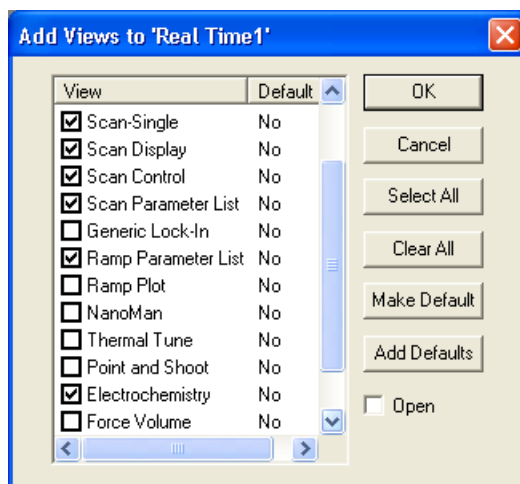 Add Views to 'Real Time1'
View Default
Scan-Single No
Scan Display No
Scan Control No
Scan Parameter List No
Generic Lock-In No
Ramp Parameter List No
Ramp Plot No
NanoMan No
Thermal Tune No
Point and Shoot No
Electrochemistry No
Force Volume No
OK
Cancel
Select All
Clear All
Make Default
Add Defaults
Open